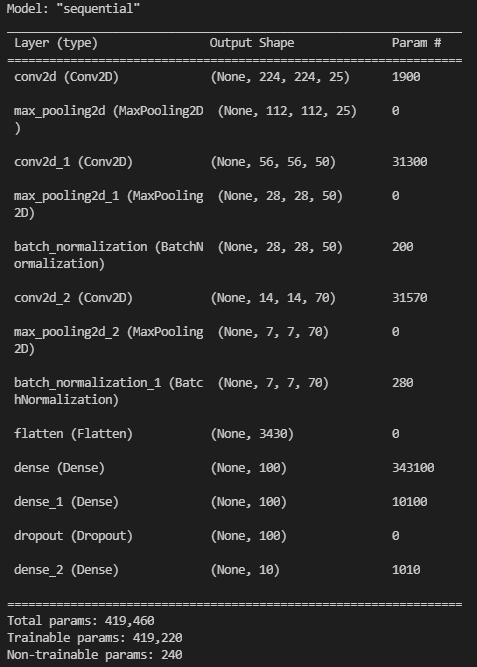 Model: "sequential"
_________________________________________________________________
Layer (type) Output Shape Param #
=================================================================
conv2d (Conv2D) (None, 224, 224, 25) 1900
max_pooling2d (MaxPooling2D (None, 112, 112, 25) 0
)
conv2d_1 (Conv2D) (None, 56, 56, 50) 31300
max_pooling2d_1 (MaxPooling (None, 28, 28, 50) 0
2D)
batch_normalization (BatchN (None, 28, 28, 50) 200
ormalization)
conv2d_2 (Conv2D) (None, 14, 14, 70) 31570
max_pooling2d_2 (MaxPooling (None, 7, 7, 70) 0
2D)
batch_normalization_1 (Batc (None, 7, 7, 70) 280
hNormalization)
flatten (Flatten) (None, 3430) 0
dense (Dense) (None, 100) 343100
dense_1 (Dense) (None, 100) 10100
dropout (Dropout) (None, 100) 0
dense_2 (Dense) (None, 10) 1010
=================================================================
Total params: 419,460
Trainable params: 419,220
Non-trainable params: 240